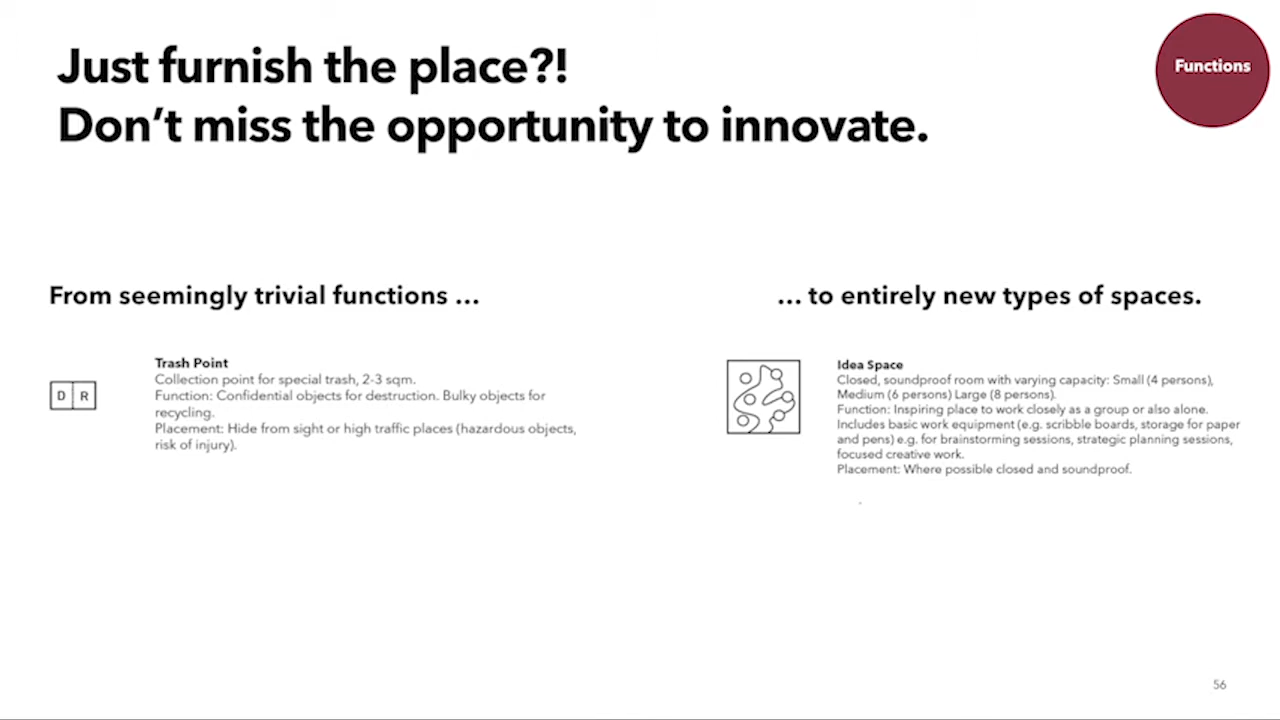 Functions
Just furnish the place?!
Don’t miss the opportunity to innovate.
From seemingly trivial functions …
Trash Point
Collection point for special trash, 2-3 sqm.
Function: Confidential objects for destruction. Bulky objects for
recycling.
Placement: Hide from sight or high traffic places (hazardous objects,
risk of injury).
D R
… to entirely new types of spaces.
Idea Space
Closed, soundproof room with varying capacity: Small (4 persons),
Medium (6 persons) Large (8 persons).
Function: Inspiring place to work closely as a group or also alone.
Includes basic work equipment (e.g. scribble boards, storage for paper
and pens) e.g. for brainstorming sessions, strategic planning sessions,
focused creative work.
Placement: Where possible closed and soundproof.
56